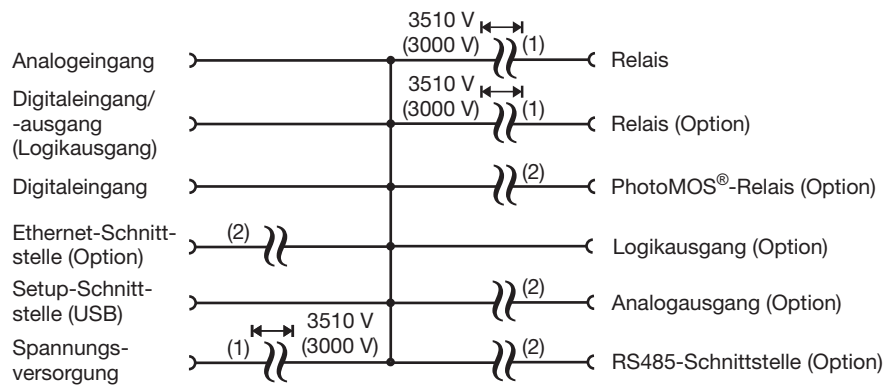 3510 V
(3000 V)
(1)
Analogeingang
Relais
Digitaleingang/
-ausgang
(Logikausgang)
3510 V
(3000 V)
(1)
Relais (Option)
Digitaleingang
(2)
PhotoMOS®-Relais (Option)
Ethernet-Schnitt-
stelle (Option)
(2)
Logikausgang (Option)
Setup-Schnitt-
stelle (USB)
(2)
Analogausgang (Option)
Spannungs-
versorgung
(1)
3510 V
(3000 V)
(2)
RS485-Schnittstelle (Option)